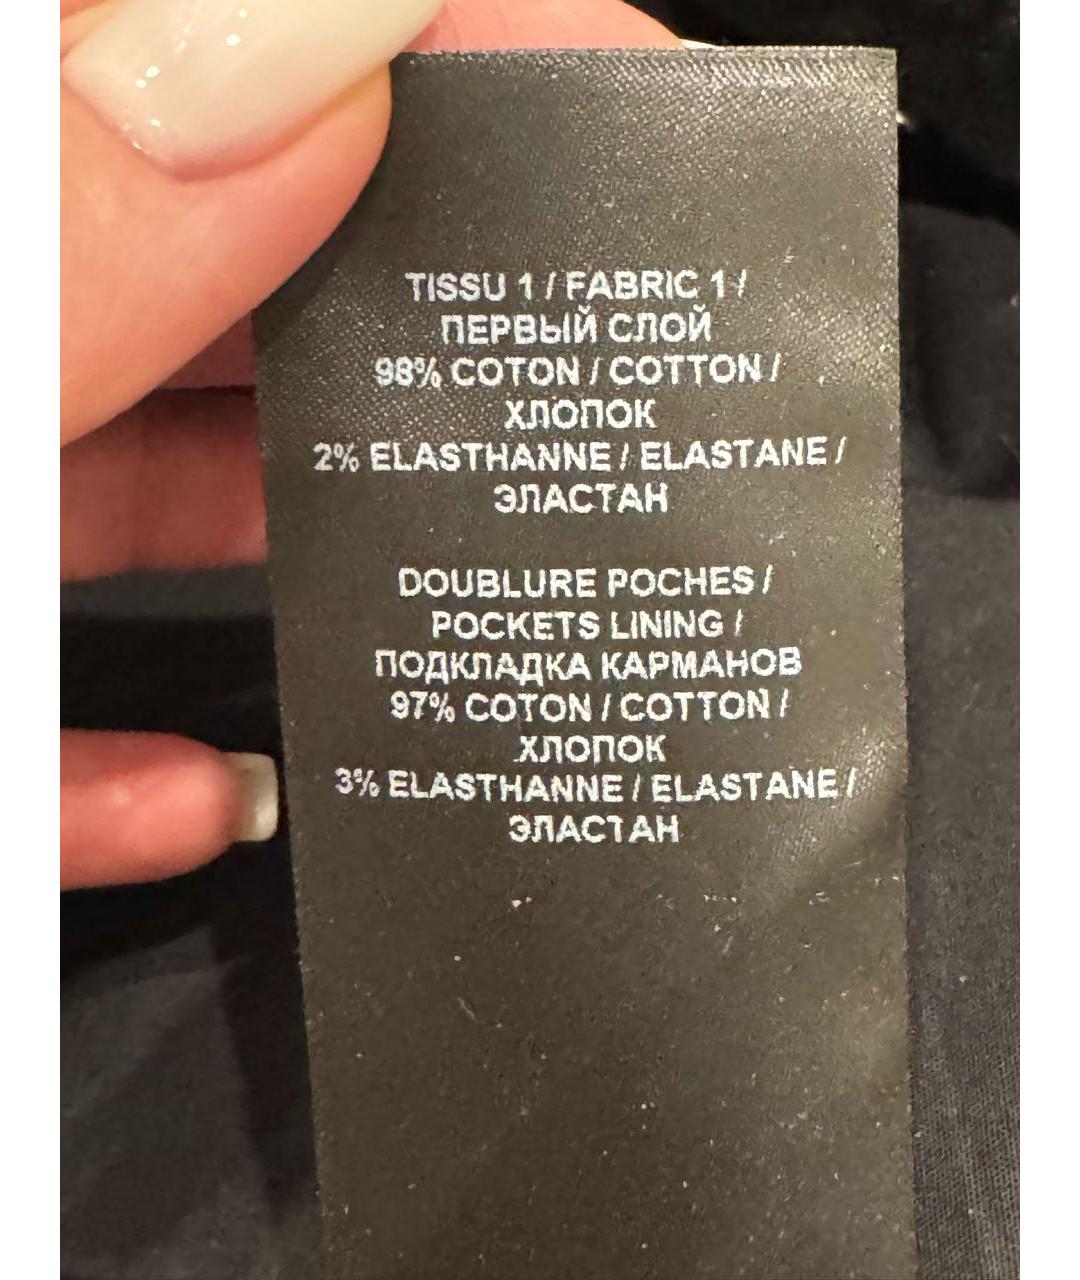 TISSU 1 / FABRIC 1 /
ПЕРВЫЙ СЛОЙ
98% COTON / COTTON /
ХЛОПОК
2% ELASTHANNE / ELASTANE /
ЭЛАСТАН
DOUBLURE POCHES /
POCKETS LINING /
ПОДКЛАДКА КАРМАНОВ
97% COTON / COTTON /
ХЛОПОК
3% ELASTHANNE / ELASTANE /
ЭЛАСТАН